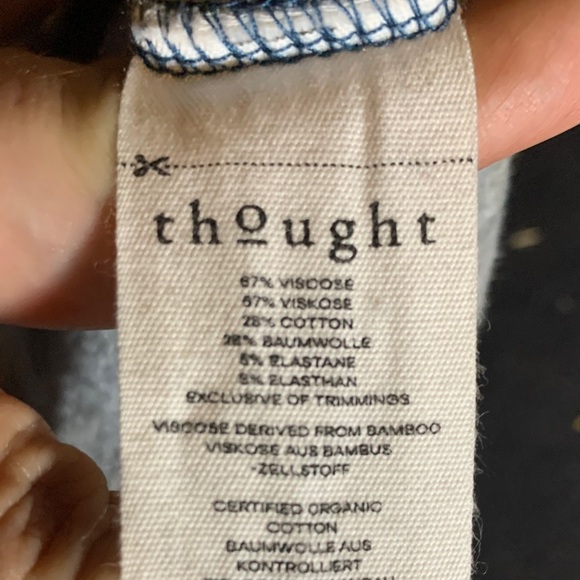 thought
67% VISCOSE
67% VISKOSE
28% COTTON
28% BAUMWOLLE
5% ELASTANE
5% ELASTHAN
EXCLUSIVE OF TRIMMINGS
VISCOSE DERIVED FROM BAMBOO
VISKOSE AUS BAMBUS
-ZELLSTOFF
CERTIFIED ORGANIC
COTTON
BAUMWOLLE AUS
KONTROLLIERT